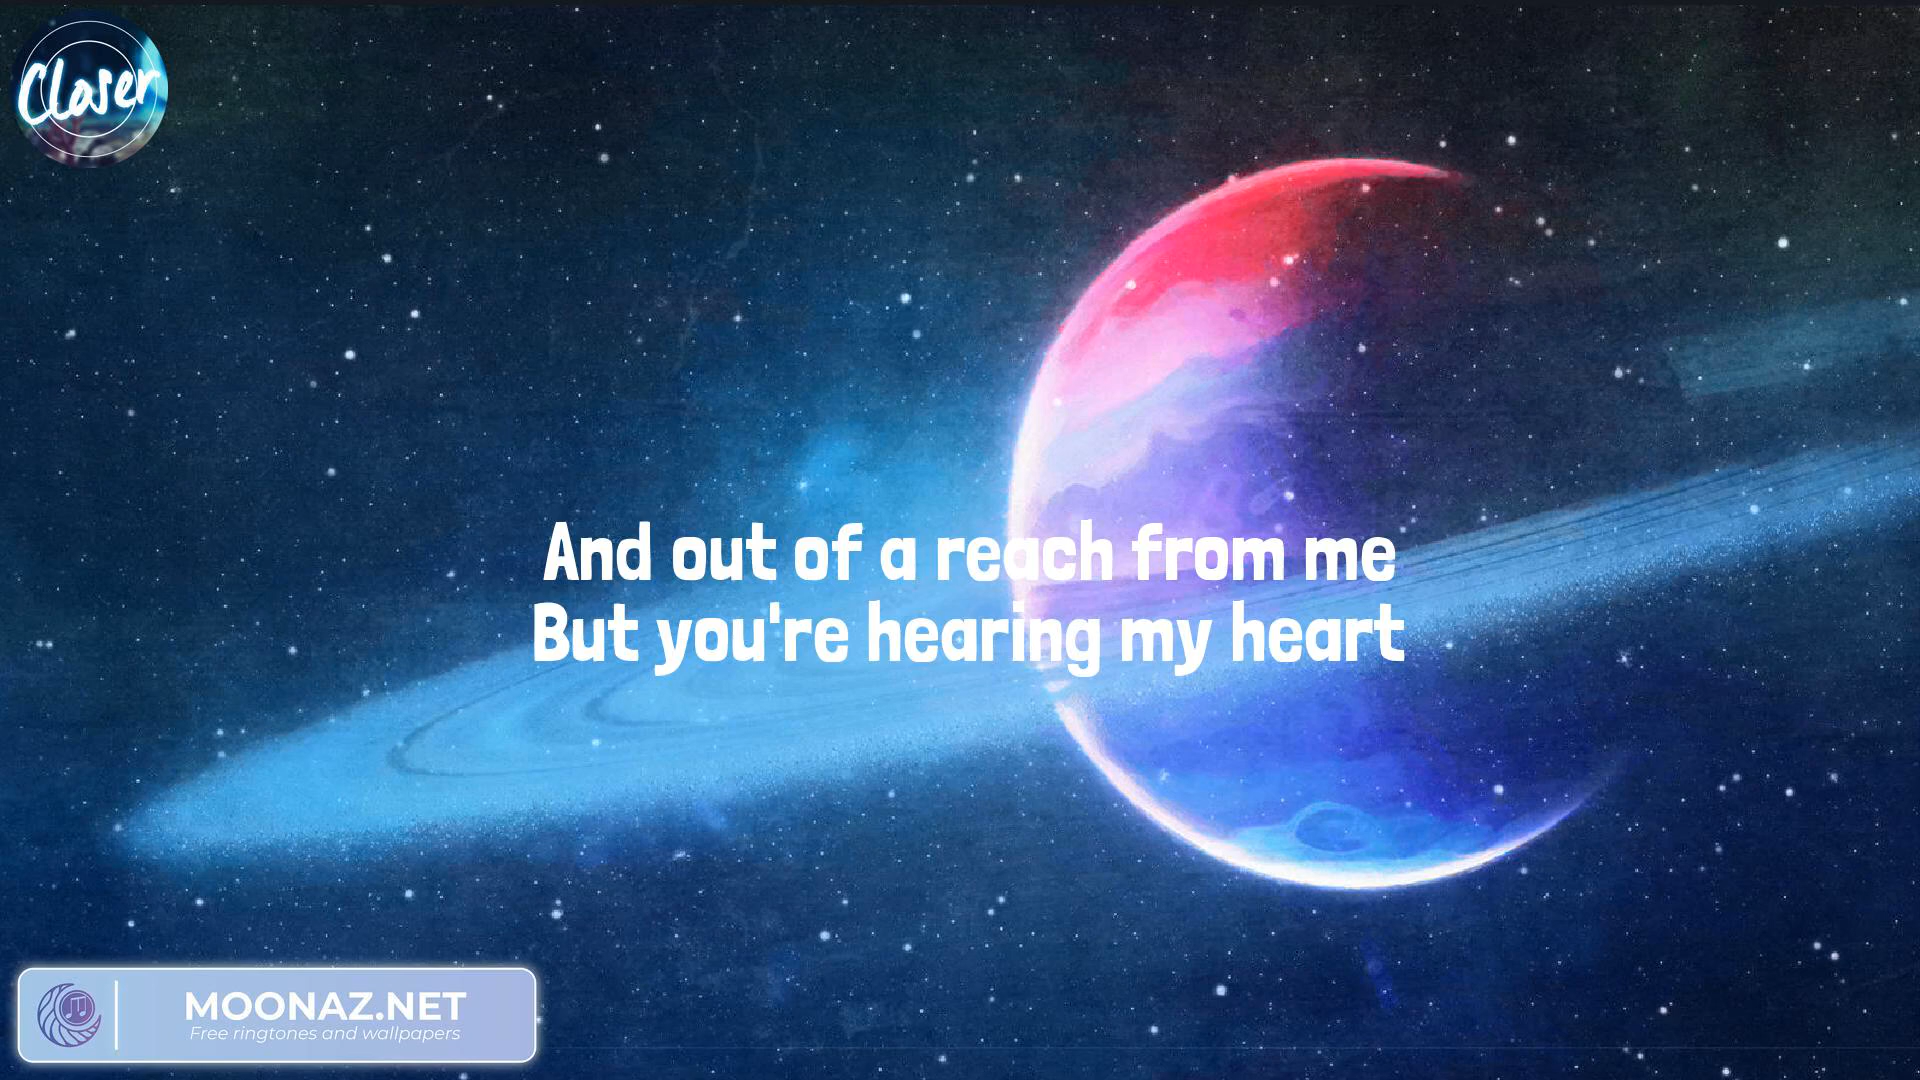 Closer
And out of a reach from me
But you're hearing my heart
MOONAZ.NET
Free ringtones and wallpapers